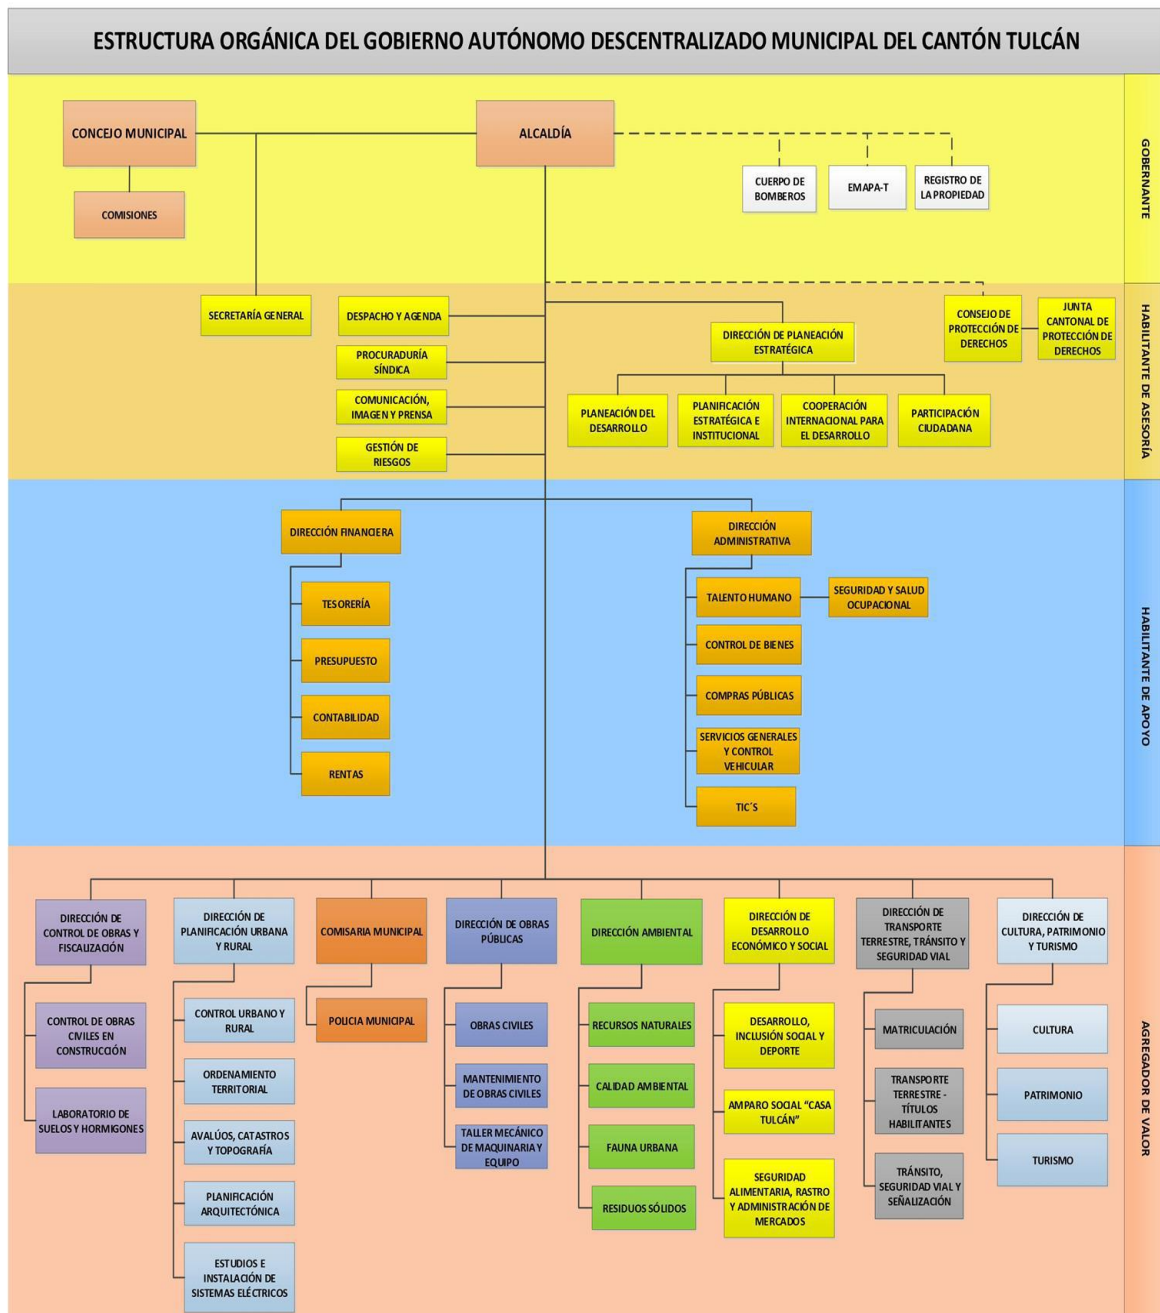 ESTRUCTURA ORGÁNICA DEL GOBIERNO AUTÓNOMO DESCENTRALIZADO MUNICIPAL DEL CANTÓN TULCÁN
GOBERNANTE
CONCEJO MUNICIPAL
ALCALDÍA
COMISIONES
CUERPO DE
BOMBEROS
EMAPA-T
REGISTRO DE
LA PROPIEDAD
HABILITANTE DE ASESORÍA
SECRETARÍA GENERAL
DESPACHO Y AGENDA
PROCURADURÍA
SÍNDICA
COMUNICACIÓN,
IMAGEN Y PRENSA
GESTIÓN DE
RIESGOS
DIRECCIÓN DE PLANEACIÓN
ESTRATÉGICA
CONSEJO DE
PROTECCIÓN DE
DERECHOS
JUNTA
CANTONAL DE
PROTECCIÓN DE
DERECHOS
PLANEACIÓN DEL
DESARROLLO
PLANIFICACIÓN
ESTRATÉGICA E
INSTITUCIONAL
COOPERACIÓN
INTERNACIONAL PARA
EL DESARROLLO
PARTICIPACIÓN
CIUDADANA
HABILITANTE DE APOYO
DIRECCIÓN FINANCIERA
TESORERÍA
PRESUPUESTO
CONTABILIDAD
RENTAS
DIRECCIÓN
ADMINISTRATIVA
TALENTO HUMANO
SEGURIDAD Y SALUD
OCUPACIONAL
CONTROL DE BIENES
COMPRAS PÚBLICAS
SERVICIOS GENERALES
Y CONTROL
VEHICULAR
TIC´S
AGREGADOR DE VALOR
DIRECCIÓN DE
CONTROL DE OBRAS Y
FISCALIZACIÓN
CONTROL DE OBRAS
CIVILES EN
CONSTRUCCIÓN
LABORATORIO DE
SUELOS Y HORMIGONES
DIRECCIÓN DE
PLANIFICACIÓN URBANA
Y RURAL
CONTROL URBANO Y
RURAL
ORDENAMIENTO
TERRITORIAL
AVALÚOS, CATASTROS
Y TOPOGRAFÍA
PLANIFICACIÓN
ARQUITECTÓNICA
ESTUDIOS E
INSTALACIÓN DE
SISTEMAS ELÉCTRICOS
COMISARIA MUNICIPAL
POLICIA MUNICIPAL
DIRECCIÓN DE OBRAS
PÚBLICAS
OBRAS CIVILES
MANTENIMIENTO
DE OBRAS CIVILES
TALLER MECÁNICO
DE MAQUINARIA Y
EQUIPO
DIRECCIÓN AMBIENTAL
RECURSOS NATURALES
CALIDAD AMBIENTAL
FAUNA URBANA
RESIDUOS SÓLIDOS
DIRECCIÓN DE
DESARROLLO
ECONÓMICO Y SOCIAL
DESARROLLO,
INCLUSIÓN SOCIAL Y
DEPORTE
AMPARO SOCIAL “CASA
TULCÁN”
SEGURIDAD
ALIMENTARIA, RASTRO
Y ADMINISTRACIÓN DE
MERCADOS
DIRECCIÓN DE
TRANSPORTE
TERRESTRE, TRÁNSITO Y
SEGURIDAD VIAL
MATRICULACIÓN
TRANSPORTE
TERRESTRE -
TÍTULOS
HABILITANTES
TRÁNSITO,
SEGURIDAD VIAL Y
SEÑALIZACIÓN
DIRECCIÓN DE
CULTURA, PATRIMONIO
Y TURISMO
CULTURA
PATRIMONIO
TURISMO